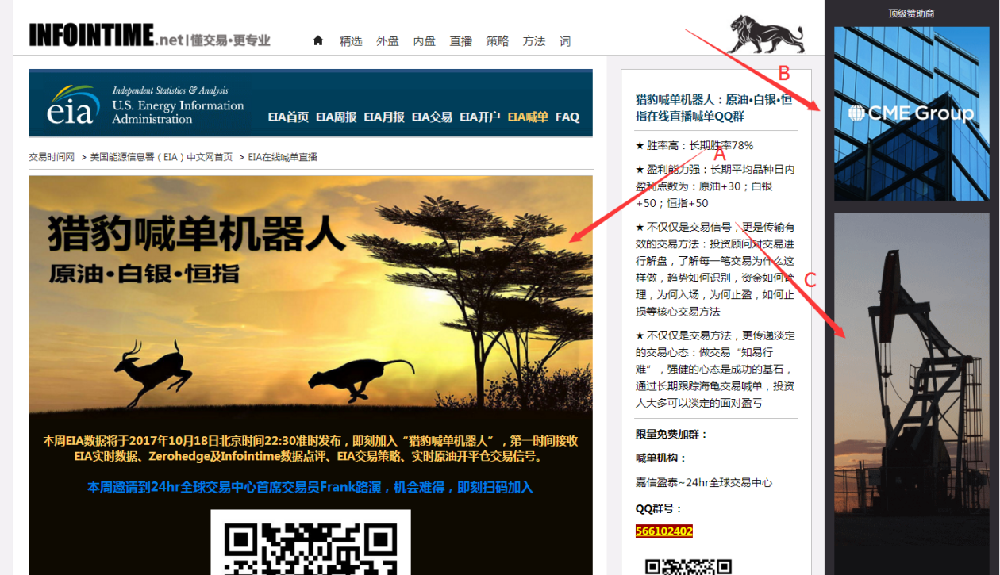 顶级赞助商
INFOINTIME.net|懂交易·更专业
精选 外盘 内盘 直播 策略 方法 词
B
CME Group
eia
Independent Statistics & Analysis
U.S. Energy Information
Administration
EIA首页 EIA周报 EIA月报 EIA交易 EIA开户 EIA喊单 FAQ
交易时间网 > 美国能源信息署（EIA）中文网首页 > EIA在线喊单直播
猎豹喊单机器人
原油·白银·恒指
本周EIA数据将于2017年10月18日北京时间22:30准时发布，即刻加入“猎豹喊单机器人”，第一时间接收
EIA实时数据、Zerohedge及Infointime数据点评、EIA交易策略、实时原油开平仓交易信号。
本周邀请到24hr全球交易中心首席交易员Frank路演，机会难得，即刻扫码加入
猎豹喊单机器人：原油·白银·恒
指在线直播喊单QQ群
★ 胜率高：长期胜率78%
A
★ 盈利能力强：长期平均品种日内
盈利点数为：原油+30；白银
+50；恒指+50
★ 不仅仅是交易信号，更是传输有
效的交易方法：投资顾问对交易进
行解盘，了解每一笔交易为什么这
样做，趋势如何识别，资金如何管
理，为何入场，为何止盈，如何止
损等核心交易方法
C
★ 不仅仅是交易方法，更传递淡定
的交易心态：做交易“知易行
难”，强健的心态是成功的基石，
通过长期跟踪海龟交易喊单，投资
人大多可以淡定的面对盈亏
限量免费加群：
喊单机构：
嘉信盈泰~24hr全球交易中心
QQ群号：
566102402